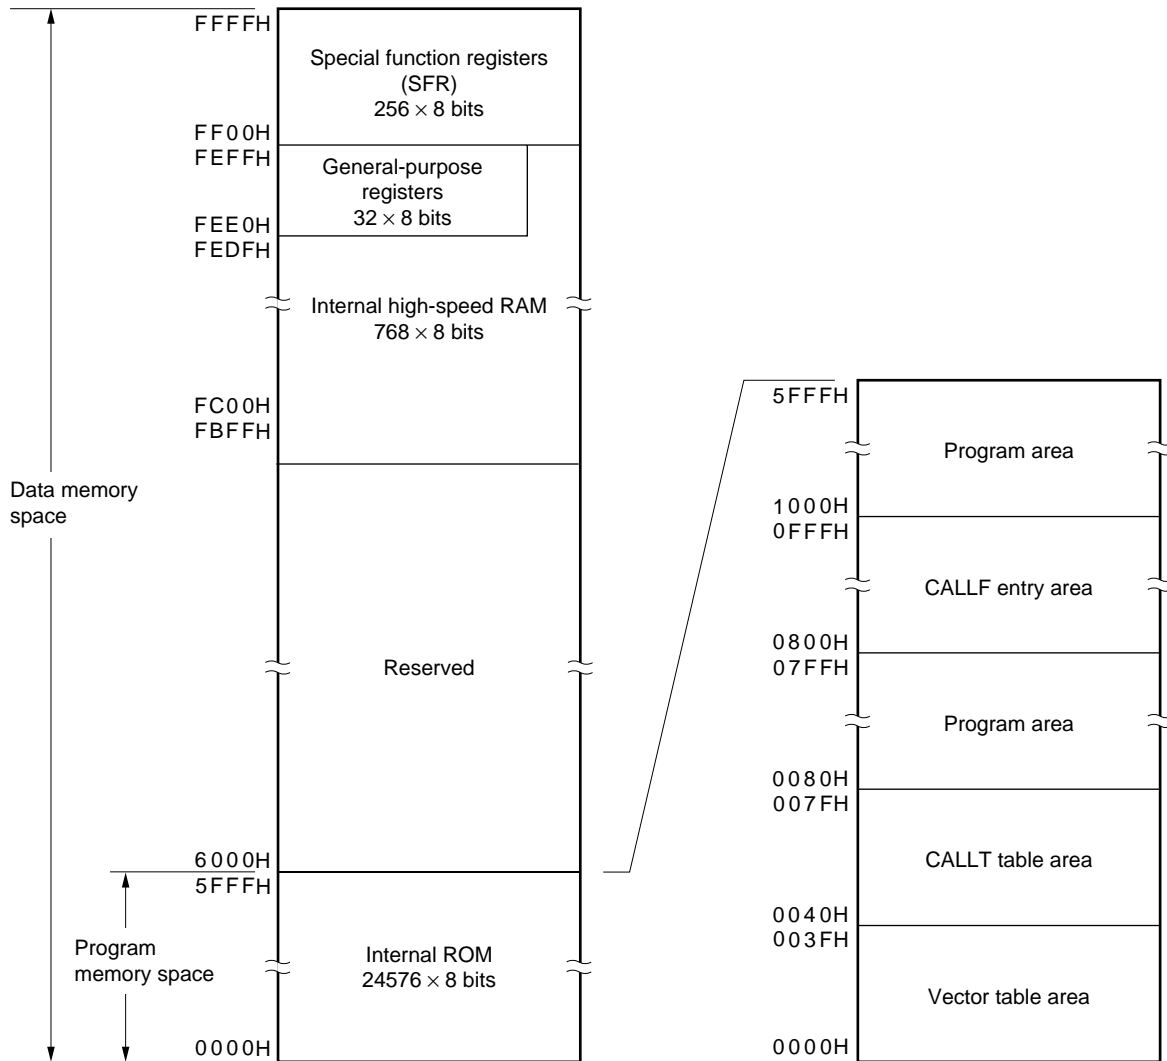 FFFFH
Special function registers
(SFR)
256 × 8 bits
FF00H
FEFFH
General-purpose
registers
32 × 8 bits
FEE0H
FEDFH
Internal high-speed RAM
768 × 8 bits
FC00H
FBFFH
Data memory
space
Reserved
6000H
5FFFH
Program
memory space
Internal ROM
24576 × 8 bits
0000H
5FFFH
Program area
1000H
0FFFH
CALLF entry area
0800H
07FFH
Program area
0080H
007FH
CALLT table area
0040H
003FH
Vector table area
0000H